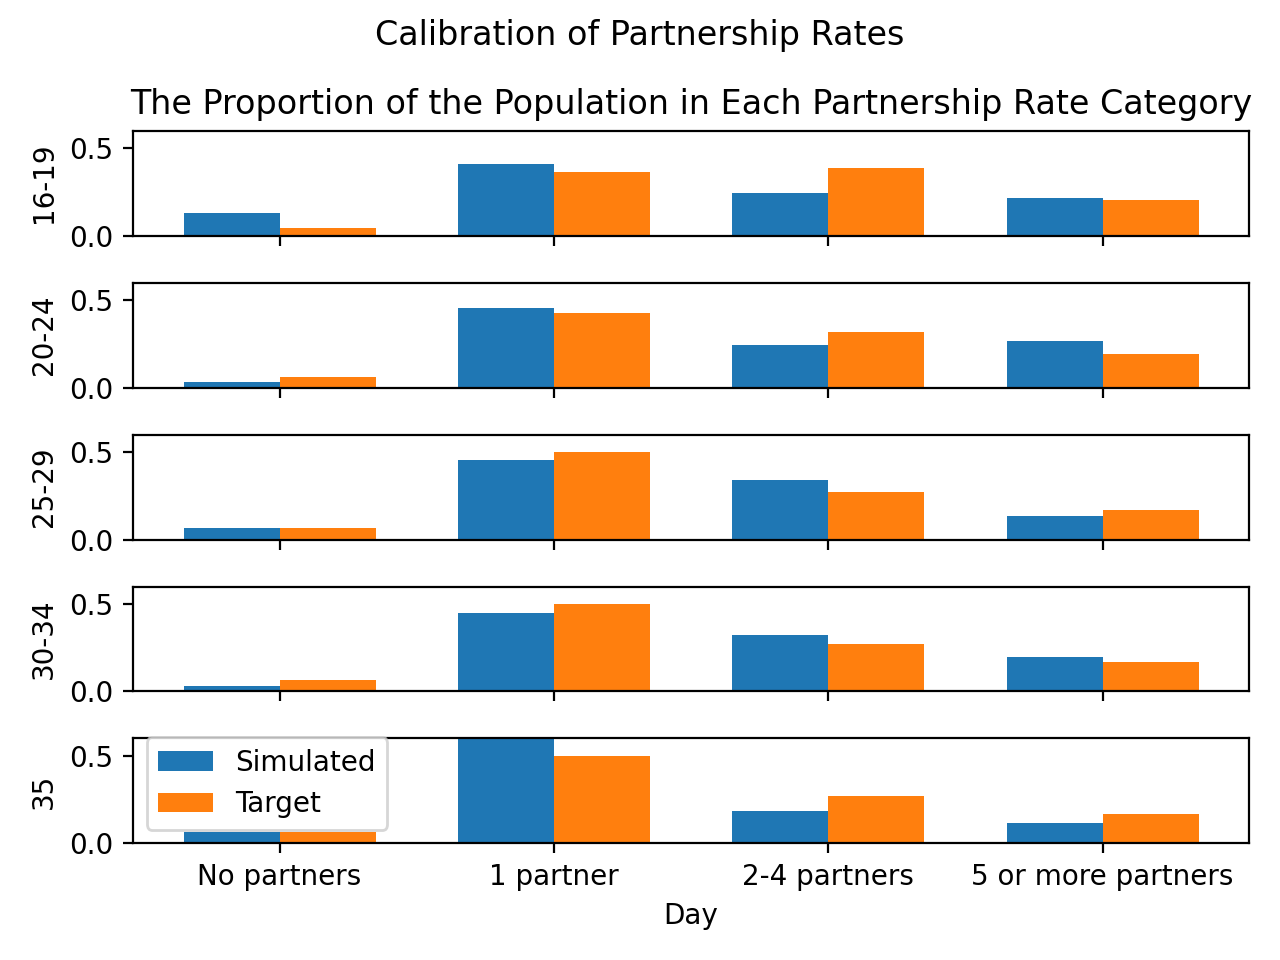 Calibration of Partnership Rates
The Proportion of the Population in Each Partnership Rate Category
0.5
16-19
0.0
0.5
20-24
0.0
0.5
25-29
0.0
0.5
30-34
0.0
0.5
35
0.0
Simulated
Target
No partners 1 partner 2-4 partners 5 or more partners
Day